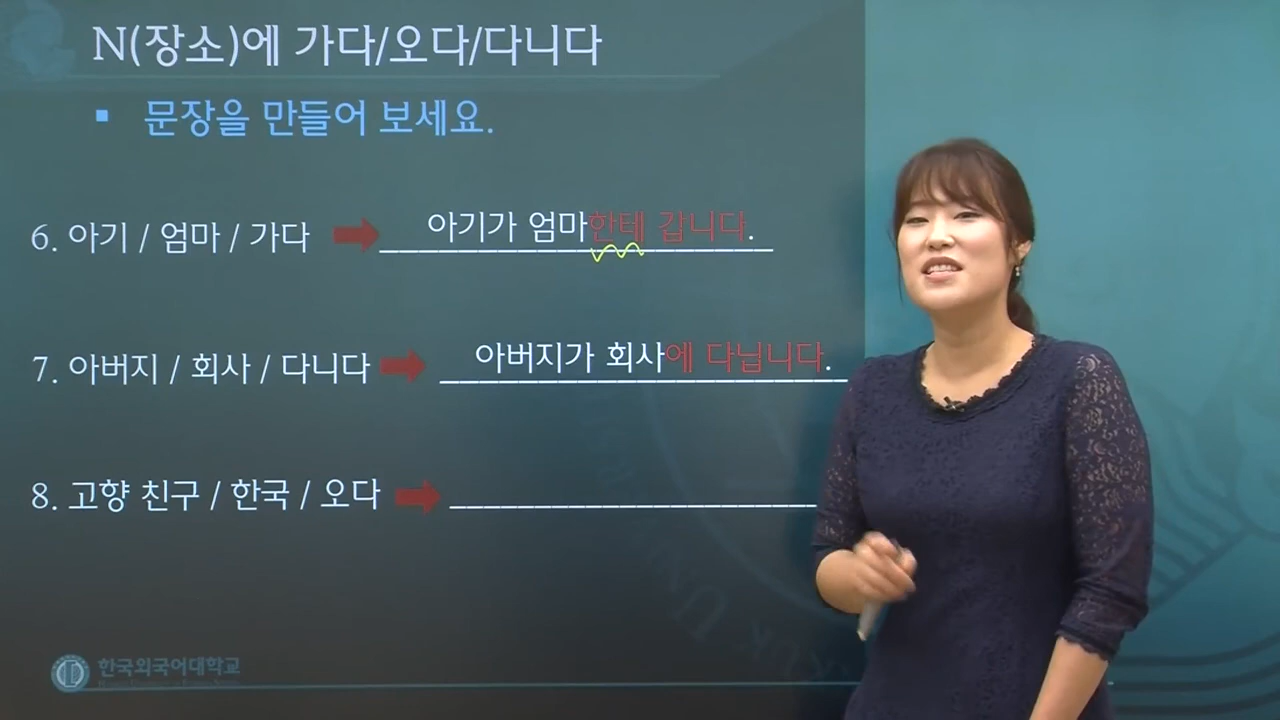 N(장소)에 가다/오다/다니다
▪ 문장을 만들어 보세요.
6. 아기 / 엄마 / 가다 아기가 엄마한테 갑니다.
7. 아버지 / 회사 / 다니다 아버지가 회사에 다닙니다.
8. 고향 친구 / 한국 / 오다
한국외국어대학교